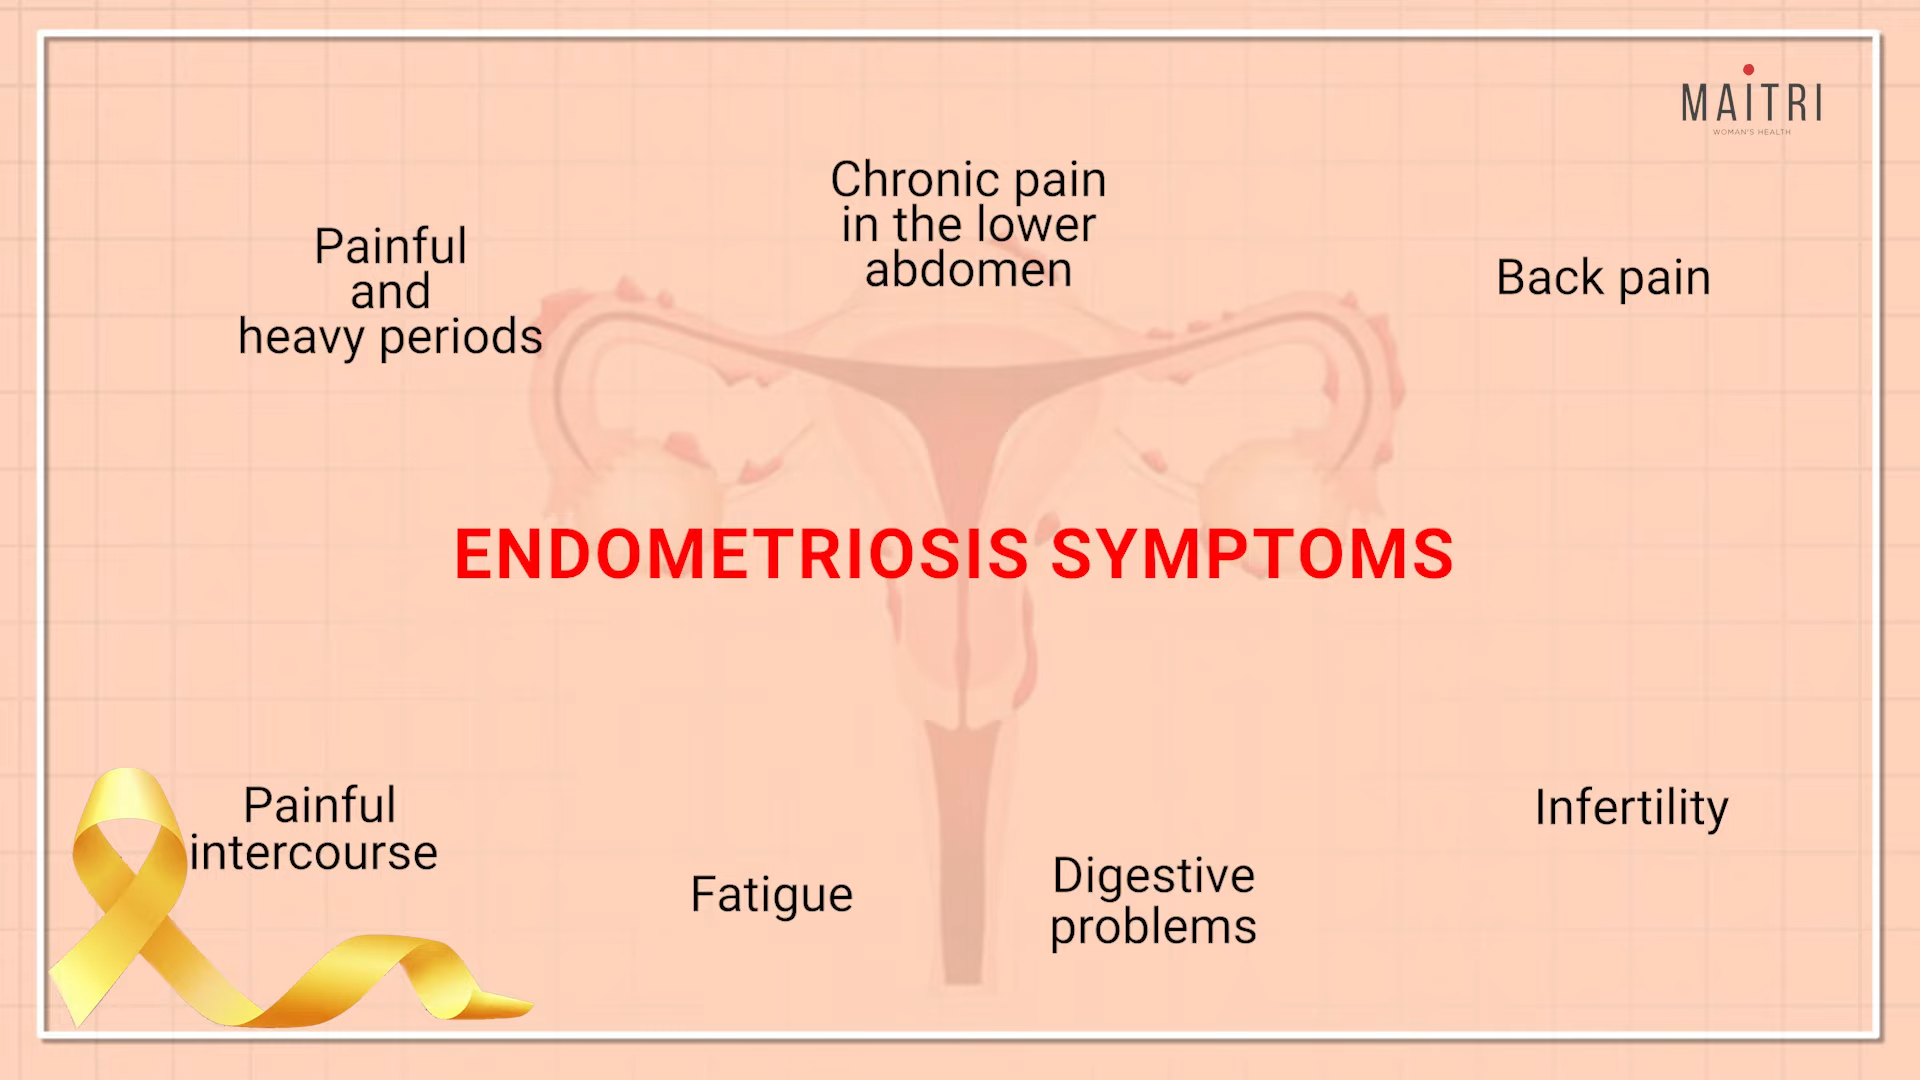 MAITRI
WOMAN'S HEALTH
Chronic pain
in the lower
abdomen
Painful
and
heavy periods
Back pain
ENDOMETRIOSIS SYMPTOMS
Painful
intercourse
Infertility
Fatigue
Digestive
problems